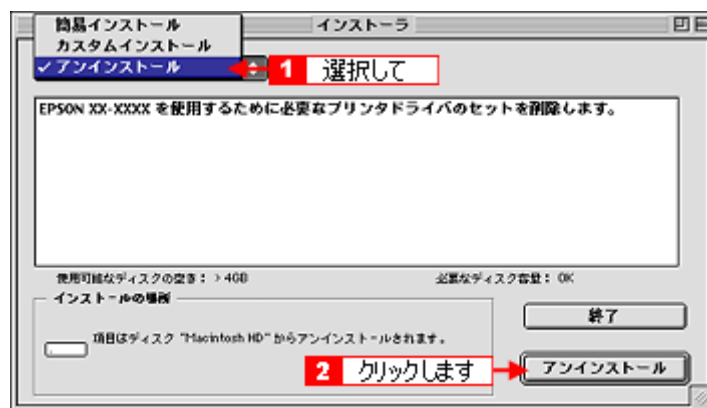 簡易インストール
インストーラ
カスタムインストール
✓アンインストール
1 選択して
EPSON XX-XXXX を使用するために必要なプリンタドライバのセットを削除します。
使用可能なディスクの空き： > 4GB
必要なディスク容量： OK
インストールの場所
項目はディスク "Macintosh HD" からアンインストールされます。
終了
2 クリックします
アンインストール